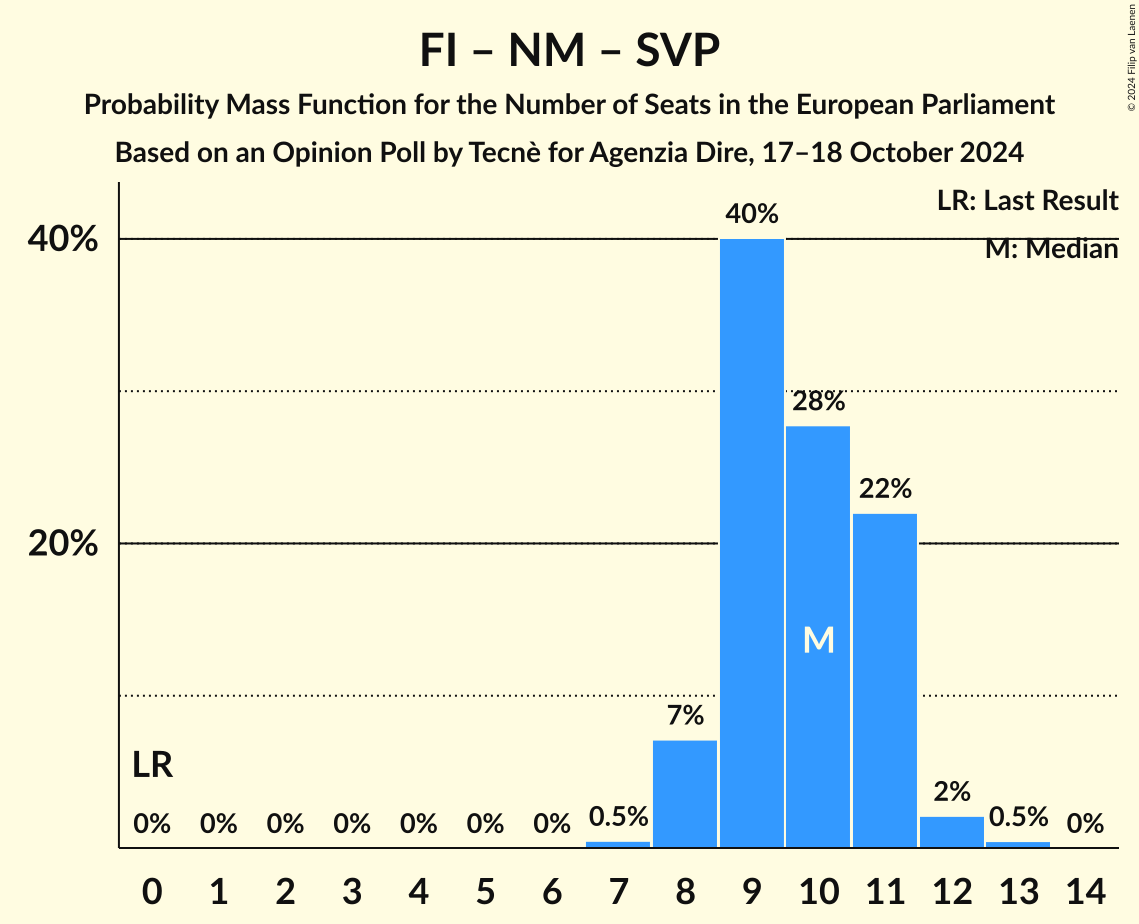 FI – NM – SVP
Probability Mass Function for the Number of Seats in the European Parliament
Based on an Opinion Poll by Tecnè for Agenzia Dire, 17–18 October 2024
© 2024 Filip van Laenen
LR: Last Result
M: Median
40%
20%
40%
28%
22%
M
7%
LR
0% 0% 0% 0% 0% 0% 0% 0.5% 2% 0.5% 0%
0 1 2 3 4 5 6 7 8 9 10 11 12 13 14